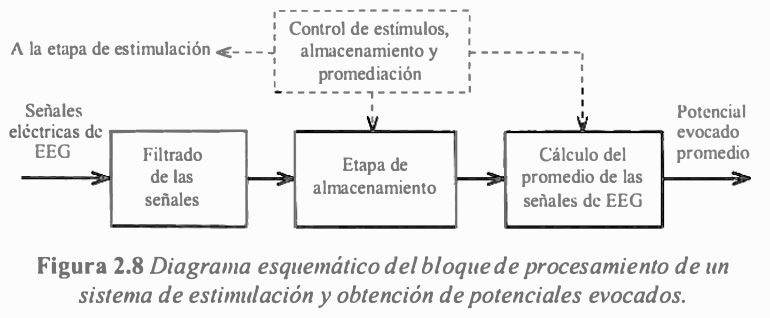 Control de estímulos,
almacenamiento y
promediación
A la etapa de estimulación
Señales
eléctricas de
EEG
Filtrado
de las
señales
Etapa de
almacenamiento
Cálculo del
promedio de las
señales de EEG
Potencial
evocado
promedio
Figura 2.8 Diagrama esquemático del bloque de procesamiento de un
sistema de estimulación y obtención de potenciales evocados.